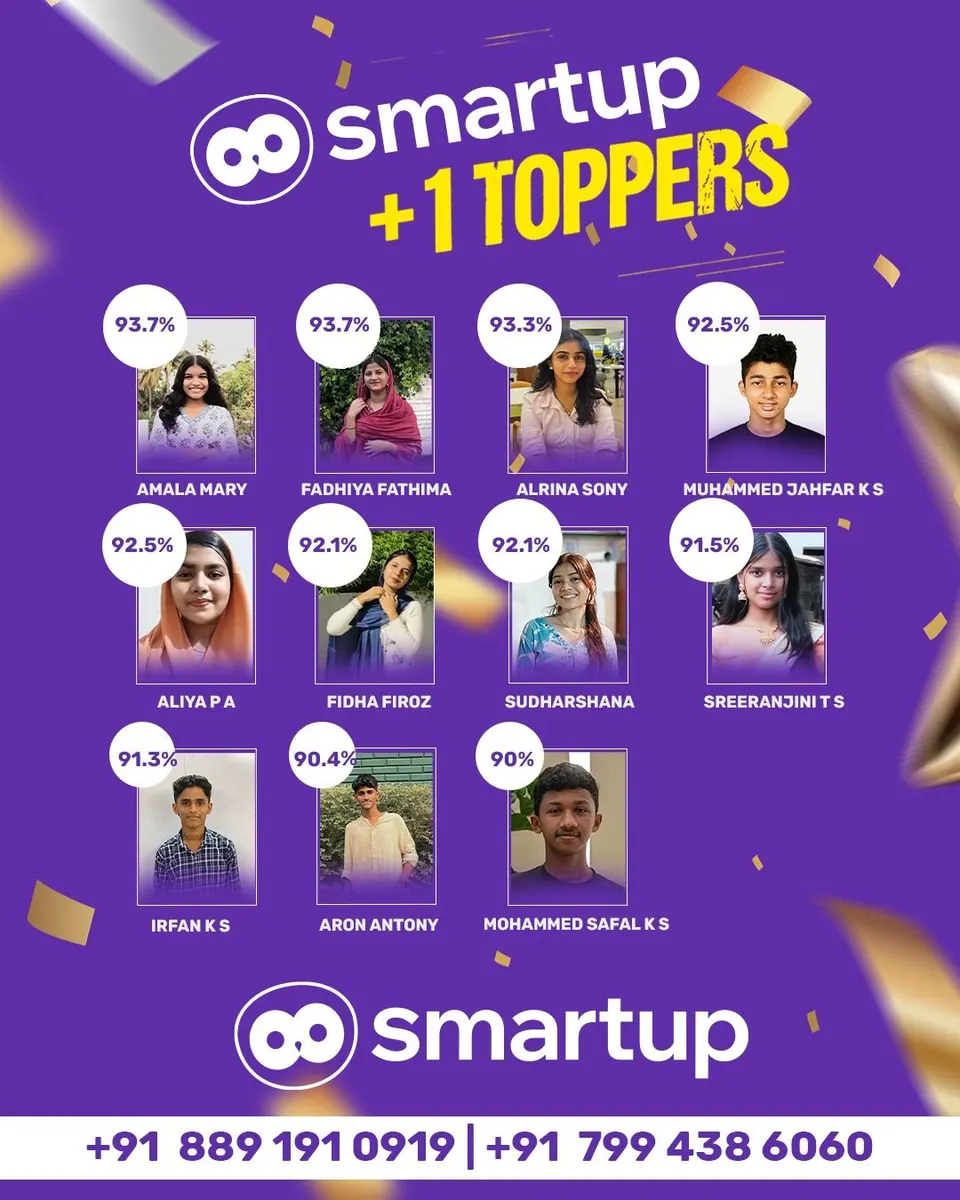 smartup
+1 TOPPERS
93.7%
93.7%
93.3%
92.5%
AMALA MARY
FADHIYA FATHIMA
ALRINA SONY
MUHAMMED JAHFAR K S
92.5%
92.1%
92.1%
91.5%
ALIYA P A
FIDHA FIROZ
SUDHARSHANA
SREERANJINI T S
91.3%
90.4%
90%
IRFAN K S
ARON ANTONY
MOHAMMED SAFAL K S
smartup
+91 889 191 0919 | +91 799 438 6060